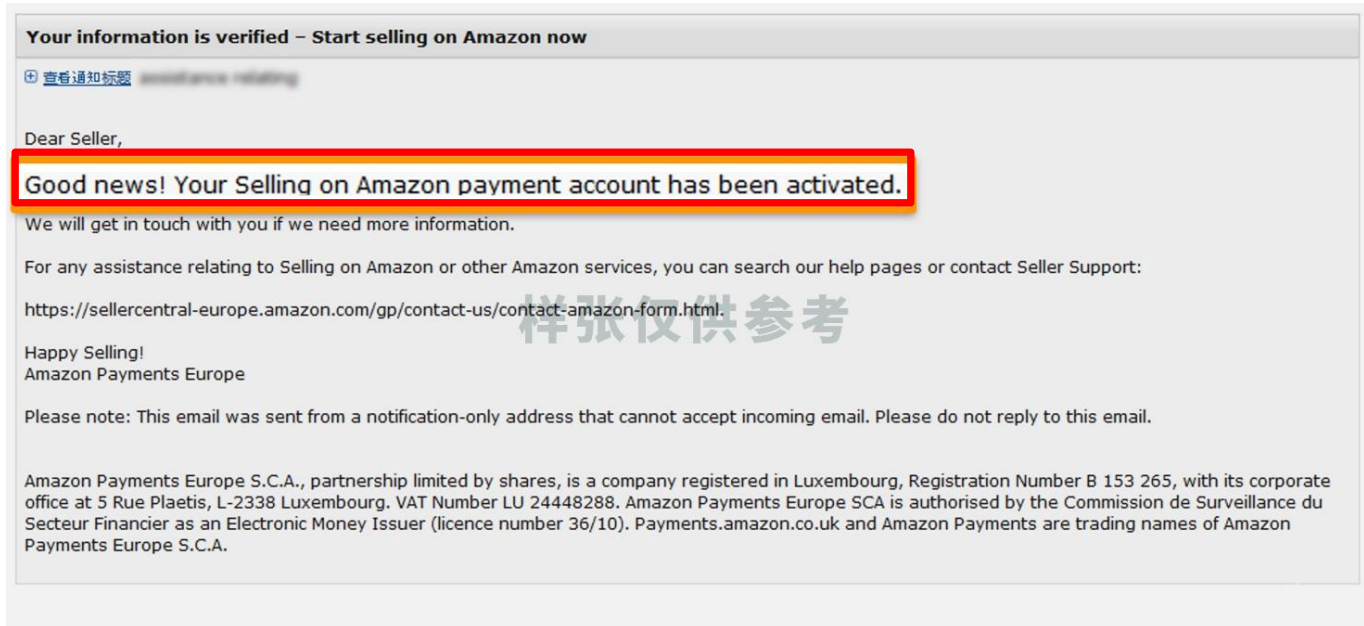 Your information is verified – Start selling on Amazon now
查看通知标题 assistance relating
Dear Seller,
Good news! Your Selling on Amazon payment account has been activated.
We will get in touch with you if we need more information.
For any assistance relating to Selling on Amazon or other Amazon services, you can search our help pages or contact Seller Support:
https://sellercentral-europe.amazon.com/gp/contact-us/contact-amazon-form.html.
样张仅供参考
Happy Selling!
Amazon Payments Europe
Please note: This email was sent from a notification-only address that cannot accept incoming email. Please do not reply to this email.
Amazon Payments Europe S.C.A., partnership limited by shares, is a company registered in Luxembourg, Registration Number B 153 265, with its corporate
office at 5 Rue Plaetis, L-2338 Luxembourg. VAT Number LU 24448288. Amazon Payments Europe SCA is authorised by the Commission de Surveillance du
Secteur Financier as an Electronic Money Issuer (licence number 36/10). Payments.amazon.co.uk and Amazon Payments are trading names of Amazon
Payments Europe S.C.A.